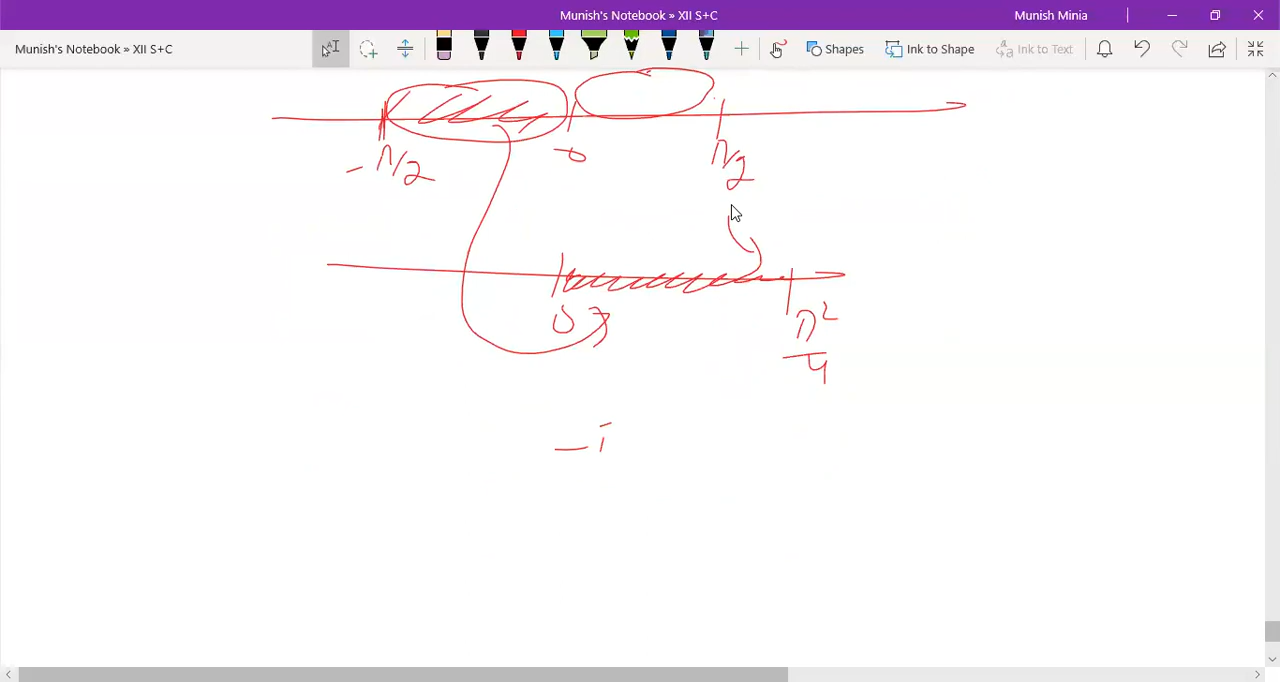 Munish's Notebook » XII S+C
Munish Minia
Munish's Notebook » XII S+C
Shapes
Ink to Shape
Ink to Text
-π/2 0 π/2
0 π²/4